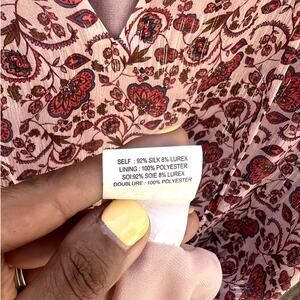 SELF : 92% SILK 8% LUREX
LINING : 100% POLYESTER
SOI:92% SOIE 8% LUREX
DOUBLURE : 100% POLYESTER